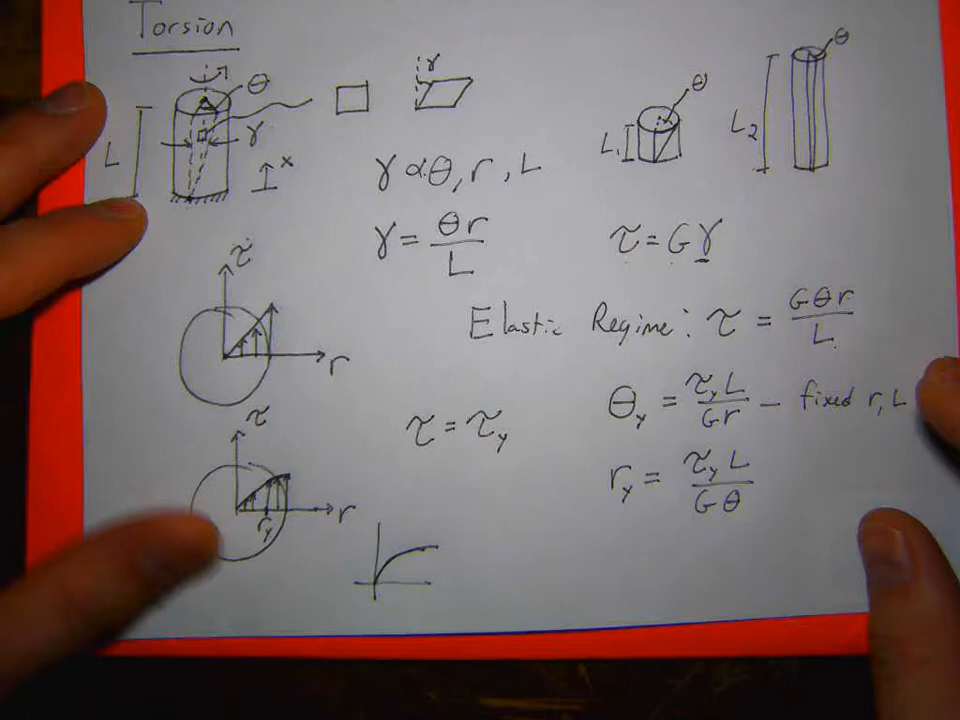 Torsion
θ
L
γ
x
γ
θ
L₁
θ
L₂
γ ∝ θ, r, L
γ = θr/L
τ = Gγ
τ
r
Elastic Regime: τ = Gθr/L
τ
r
r_y
τ = τ_y
θ_y = τ_y L/Gr – fixed r, L
r_y = τ_y L/Gθ